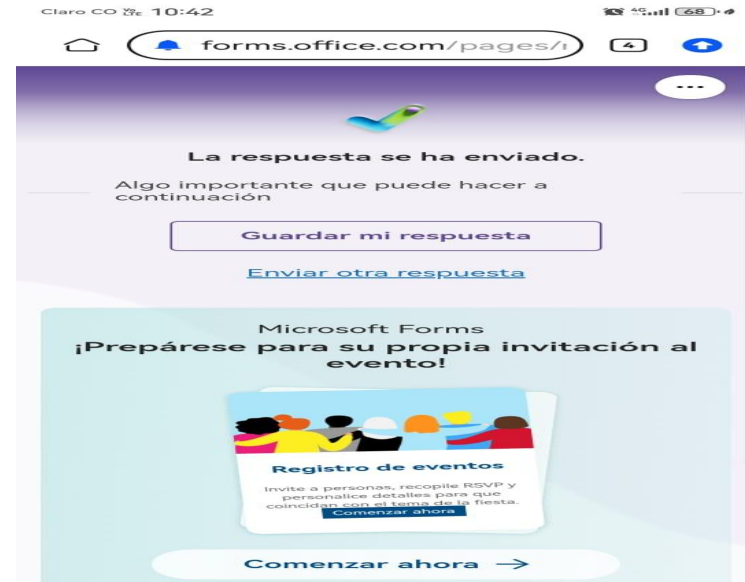 Claro CO VoLTE 10:42 4G 68
forms.office.com/pages/r 4
...
La respuesta se ha enviado.
Algo importante que puede hacer a
continuación
Guardar mi respuesta
Enviar otra respuesta
Microsoft Forms
¡Prepárese para su propia invitación al
evento!
Registro de eventos
Invite a personas, recopile RSVP y
personalice detalles para que
coincidan con el tema de la fiesta.
Comenzar ahora
Comenzar ahora →